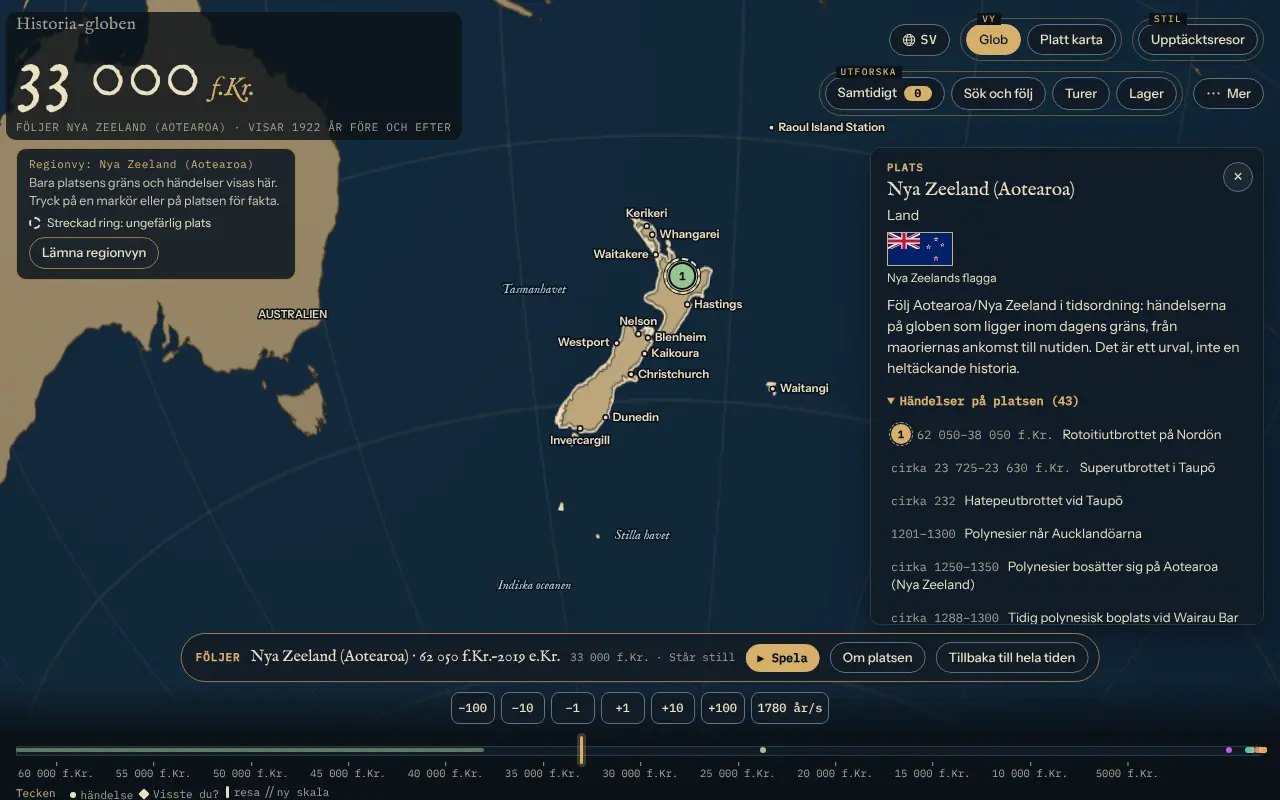 Historia-globen
33 000 f.Kr.
FÖLJER NYA ZEELAND (AOTEAROA) · VISAR 1922 ÅR FÖRE OCH EFTER
Regionvy: Nya Zeeland (Aotearoa)
Bara platsens gräns och händelser visas här.
Tryck på en markör eller på platsen för fakta.
Streckad ring: ungefärlig plats
Lämna regionvyn
SV
VY
Glob
Platt karta
STIL
Upptäcktsresor
UTFORSKA
Samtidigt 0
Sök och följ
Turer
Lager
··· Mer
Raoul Island Station
Kerikeri
Whangarei
Waitakere
1
Tasmanhavet
Hastings
AUSTRALIEN
Nelson
Blenheim
Westport
Kaikoura
Christchurch
Waitangi
Dunedin
Invercargill
Stilla havet
Indiska oceanen
PLATS
Nya Zeeland (Aotearoa)
×
Land
Nya Zeelands flagga
Följ Aotearoa/Nya Zeeland i tidsordning: händelserna
på globen som ligger inom dagens gräns, från
maoriernas ankomst till nutiden. Det är ett urval, inte en
heltäckande historia.
▼ Händelser på platsen (43)
1 62 050–38 050 f.Kr. Rotoitiutbrottet på Nordön
cirka 23 725–23 630 f.Kr. Superutbrottet i Taupō
cirka 232 Hatepeutbrottet vid Taupō
1201–1300 Polynesier når Aucklandöarna
cirka 1250–1350 Polynesier bosätter sig på Aotearoa
(Nya Zeeland)
cirka 1288–1300 Tidig polynesisk boplats vid Wairau Bar
FÖLJER Nya Zeeland (Aotearoa) · 62 050 f.Kr.–2019 e.Kr. 33 000 f.Kr. · Står still
▶ Spela
Om platsen
Tillbaka till hela tiden
−100
−10
−1
+1
+10
+100
1780 år/s
60 000 f.Kr.
55 000 f.Kr.
50 000 f.Kr.
45 000 f.Kr.
40 000 f.Kr.
35 000 f.Kr.
30 000 f.Kr.
25 000 f.Kr.
20 000 f.Kr.
15 000 f.Kr.
10 000 f.Kr.
5000 f.Kr.
Tecken händelse Visste du? resa // ny skala